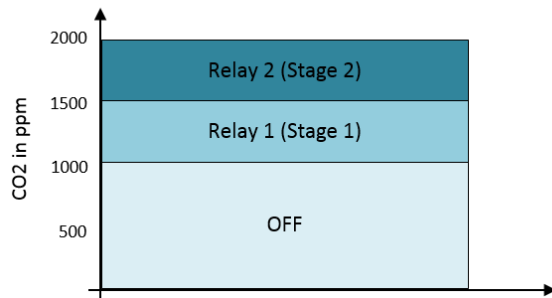 2000
Relay 2 (Stage 2)
1500
Relay 1 (Stage 1)
1000
CO2 in ppm
500
OFF